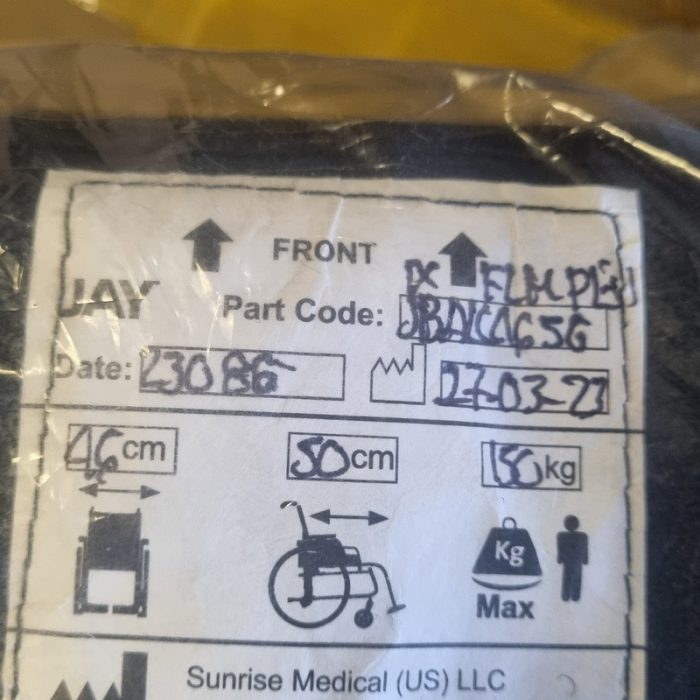 FRONT
JAY Part Code:
Date: 23086 27-03-23
46 cm 50 cm 150 kg
Kg
Max
Sunrise Medical (US) LLC